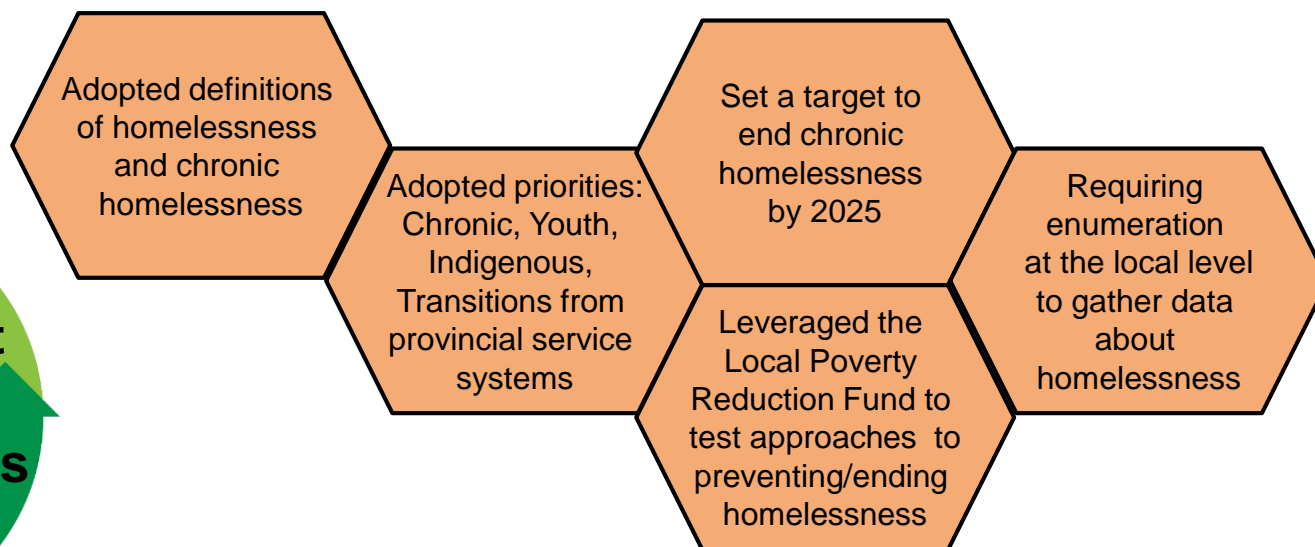 Adopted definitions
of homelessness
and chronic
homelessness
Adopted priorities:
Chronic, Youth,
Indigenous,
Transitions from
provincial service
systems
Set a target to
end chronic
homelessness
by 2025
Leveraged the
Local Poverty
Reduction Fund to
test approaches to
preventing/ending
homelessness
Requiring
enumeration
at the local level
to gather data
about
homelessness
s